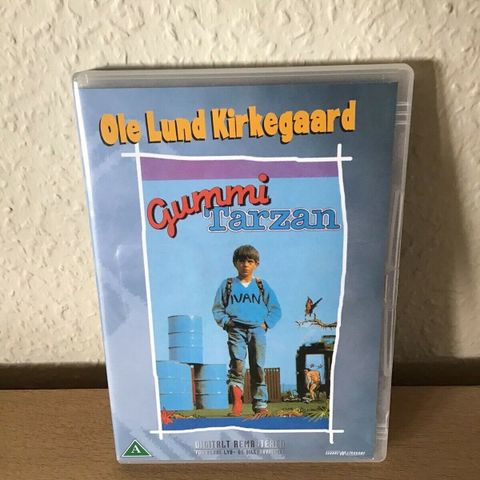 Ole Lund Kirkegaard
Gummi
Tarzan
IVAN
DIGITALT REMASTERED
A